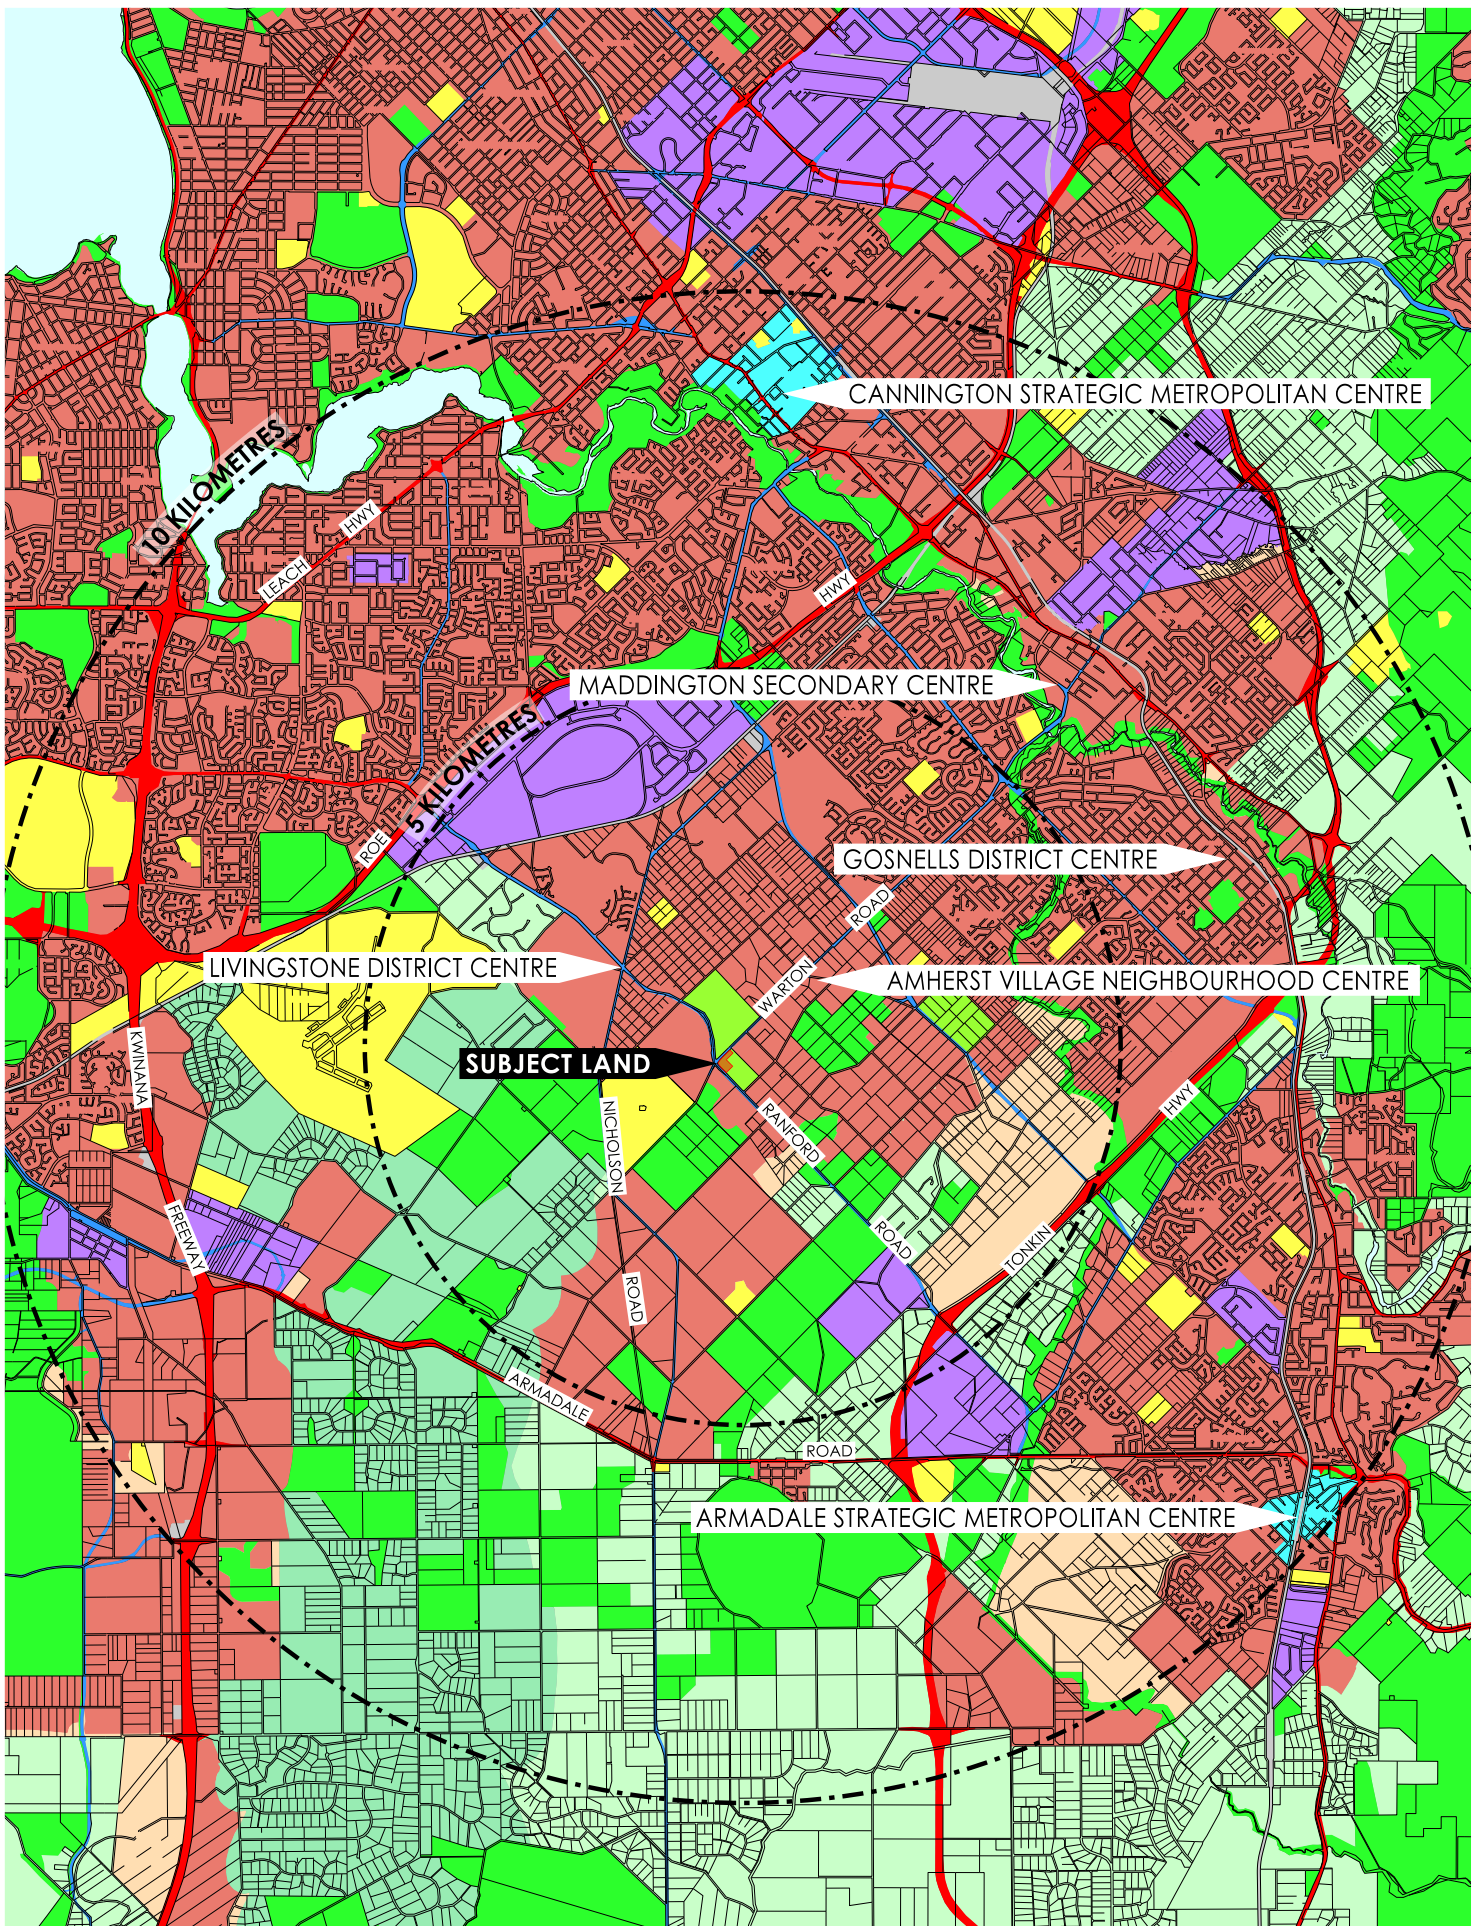 CANNINGTON STRATEGIC METROPOLITAN CENTRE
10 KILOMETRES
HWY
LEACH
HWY
MADDINGTON SECONDARY CENTRE
5 KILOMETRES
ROE
GOSNELLS DISTRICT CENTRE
ROAD
LIVINGSTONE DISTRICT CENTRE
WARTON
AMHERST VILLAGE NEIGHBOURHOOD CENTRE
SUBJECT LAND
KWINANA
NICHOLSON
RANFORD
HWY
FREEWAY
ROAD
TONKIN
ROAD
ARMADALE
ROAD
ARMADALE STRATEGIC METROPOLITAN CENTRE